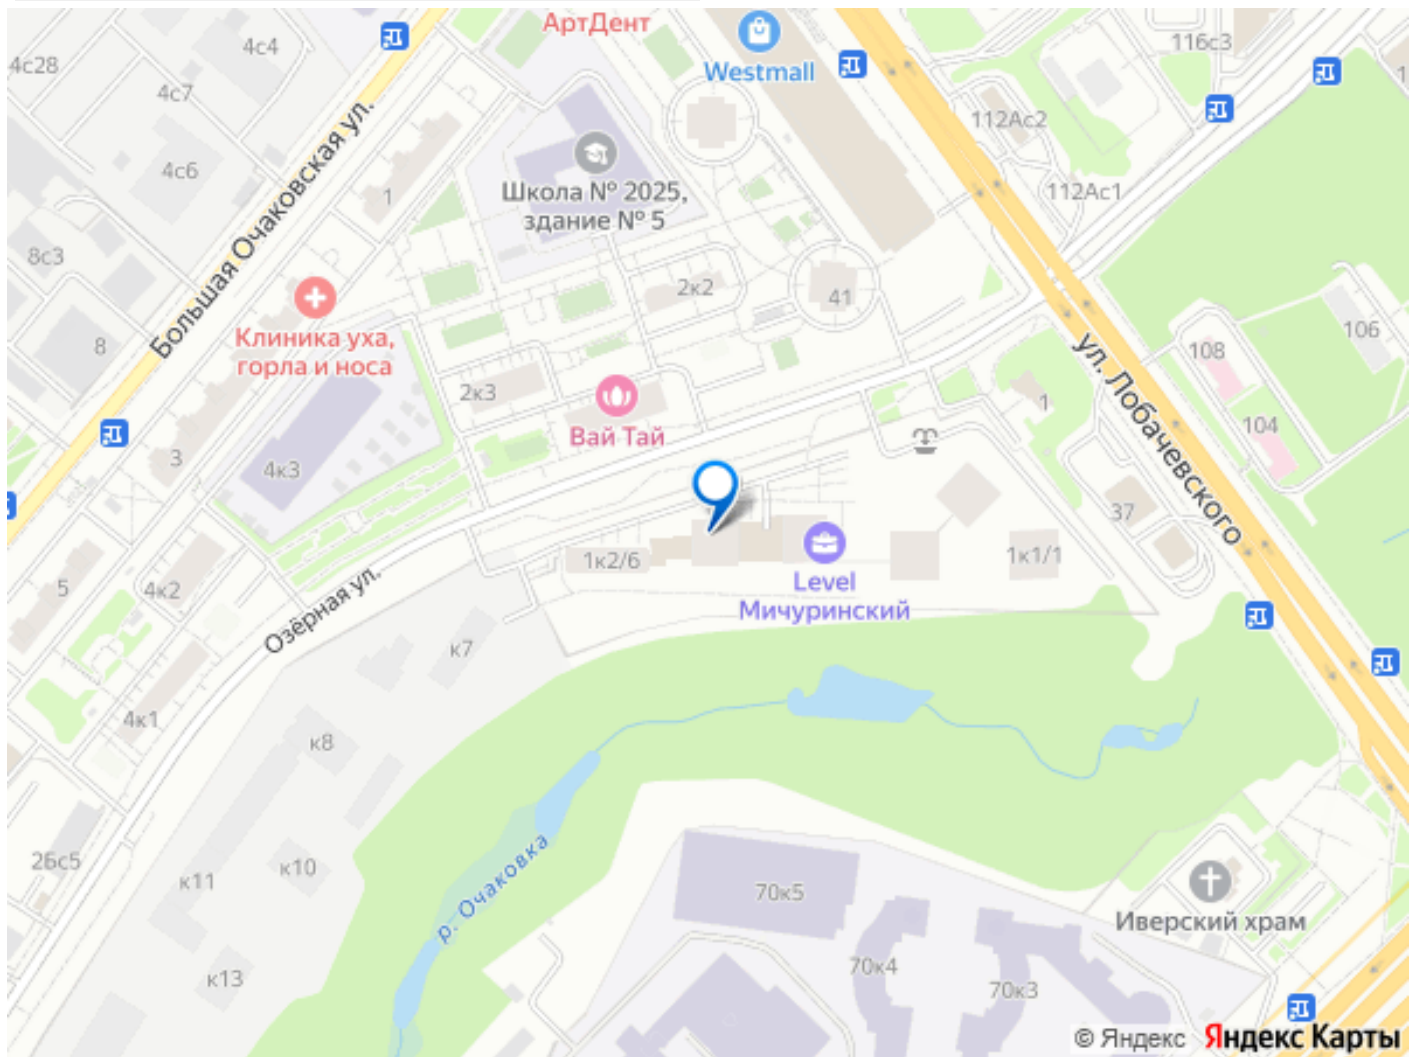 АртДент
Westmall
116с3
4с4
4с28
4с7
4с6
112Ас2
112Ас1
Большая Очаковская ул.
1
Школа № 2025,
здание № 5
8с3
2к2
41
106
108
8
Клиника уха,
горла и носа
ул. Лобачевского
2к3
Вай Тай
1
104
3
4к3
37
1к2/6
1к1/1
Level
Мичуринский
5
4к2
Озёрная ул.
к7
4к1
к8
26с5
к11
к10
р. Очаковка
70к5
Иверский храм
к13
70к4
70к3
© Яндекс Яндекс Карты